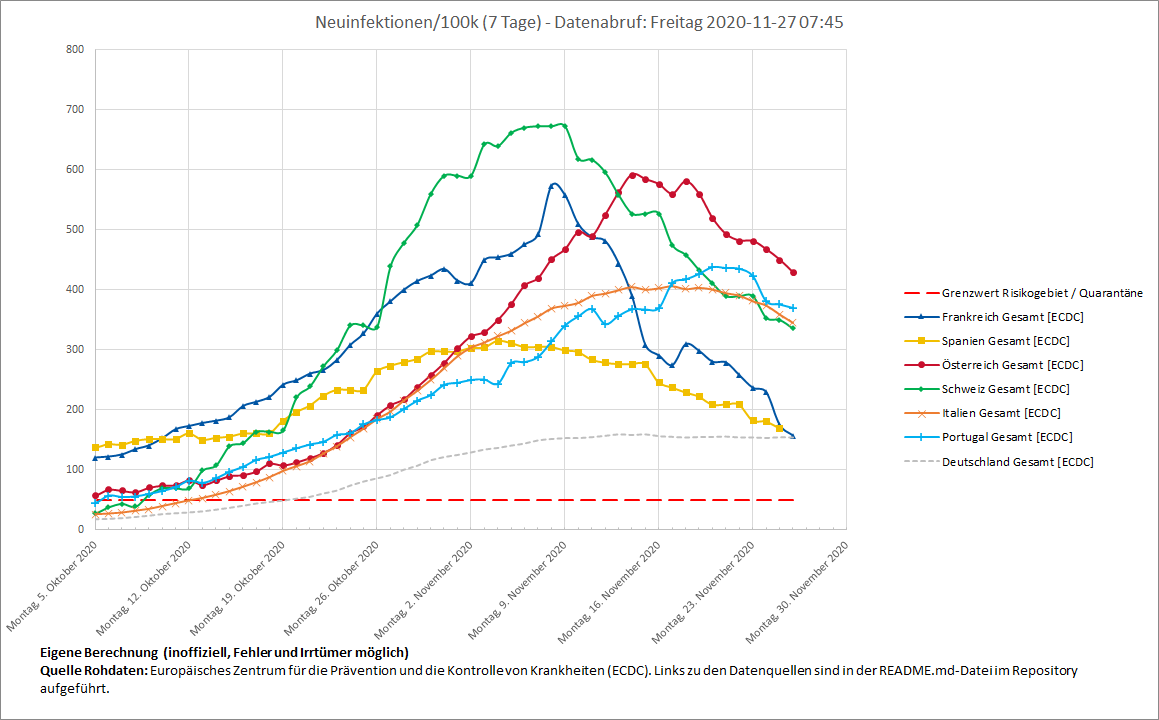 Neuinfektionen/100k (7 Tage) - Datenabruf: Freitag 2020-11-27 07:45
800
700
600
500
400
300
200
100
0
Montag, 5. Oktober 2020
Montag, 12. Oktober 2020
Montag, 19. Oktober 2020
Montag, 26. Oktober 2020
Montag, 2. November 2020
Montag, 9. November 2020
Montag, 16. November 2020
Montag, 23. November 2020
Montag, 30. November 2020
Grenzwert Risikogebiet / Quarantäne
Frankreich Gesamt [ECDC]
Spanien Gesamt [ECDC]
Österreich Gesamt [ECDC]
Schweiz Gesamt [ECDC]
Italien Gesamt [ECDC]
Portugal Gesamt [ECDC]
Deutschland Gesamt [ECDC]
Eigene Berechnung (inoffiziell, Fehler und Irrtümer möglich)
Quelle Rohdaten: Europäisches Zentrum für die Prävention und die Kontrolle von Krankheiten (ECDC). Links zu den Datenquellen sind in der README.md-Datei im Repository
aufgeführt.